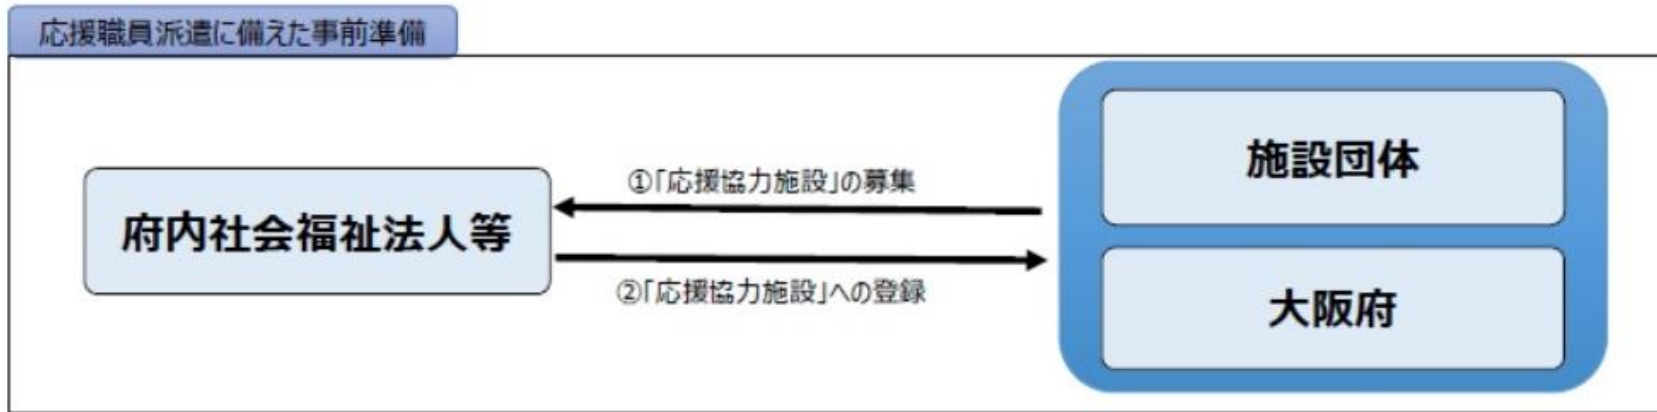 応援職員派遣に備えた事前準備
府内社会福祉法人等
①「応援協力施設」の募集
②「応援協力施設」への登録
施設団体
大阪府